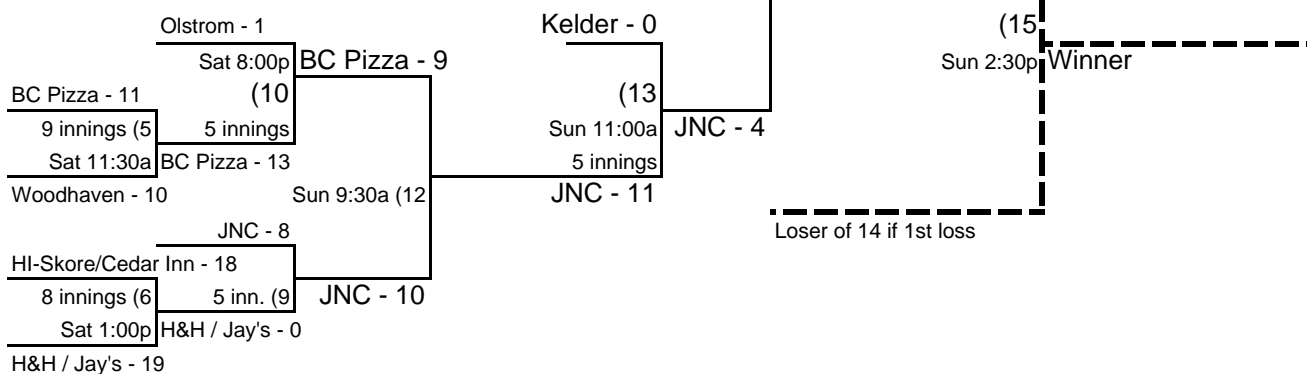 Olstrom - 1
Kelder - 0
(15
Sat 8:00p
BC Pizza - 9
Sun 2:30p
Winner
BC Pizza - 11
(10
(13
9 innings (5
5 innings
Sun 11:00a
JNC - 4
Sat 11:30a
BC Pizza - 13
5 innings
Woodhaven - 10
Sun 9:30a (12
JNC - 11
JNC - 8
Loser of 14 if 1st loss
HI-Skore/Cedar Inn - 18
8 innings (6
5 inn. (9
JNC - 10
Sat 1:00p
H&H / Jay's - 0
H&H / Jay's - 19